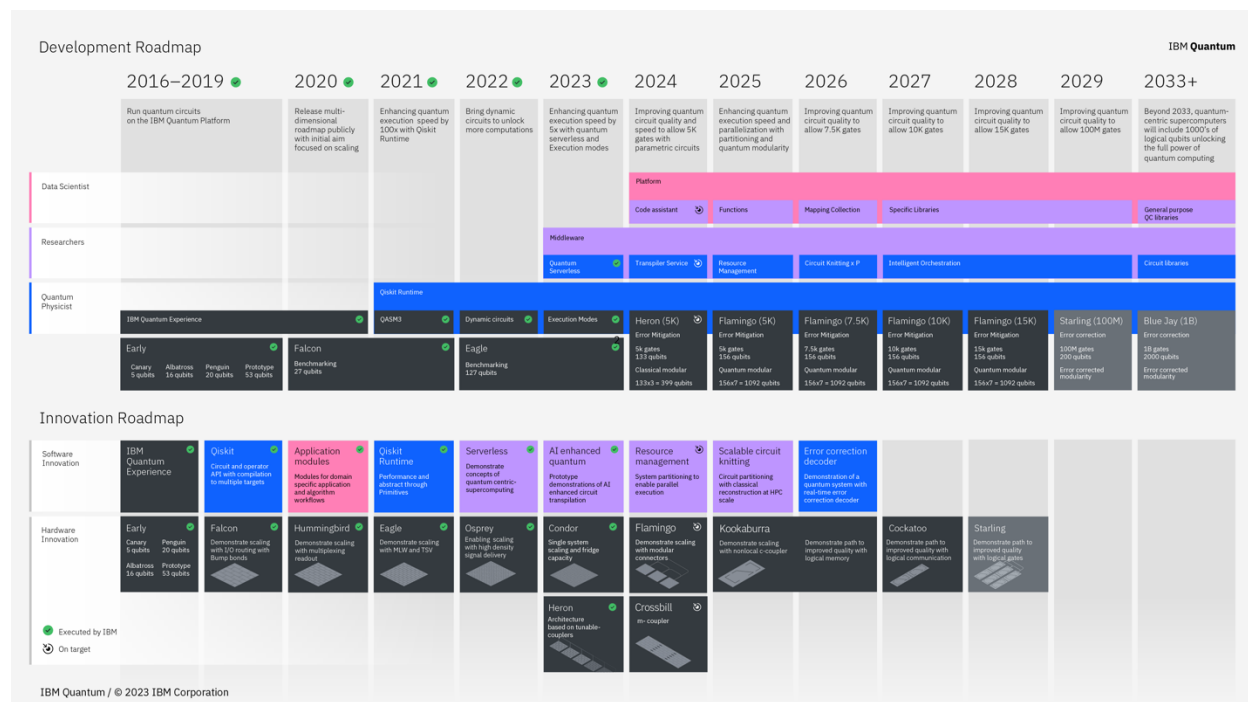 Development Roadmap
IBM Quantum
2016–2019
2020
2021
2022
2023
2024
2025
2026
2027
2028
2029
2033+
Run quantum circuits
on the IBM Quantum Platform
Release multi-
dimensional
roadmap publicly
with initial aim
focused on scaling
Enhancing quantum
execution speed by
100x with Qiskit
Runtime
Bring dynamic
circuits to unlock
more computations
Enhancing quantum
execution speed by
5x with quantum
serverless and
Execution modes
Improving quantum
circuit quality and
speed to allow 5K
gates with
parametric circuits
Enhancing quantum
execution speed and
parallelization with
partitioning and
quantum modularity
Improving quantum
circuit quality to
allow 7.5K gates
Improving quantum
circuit quality to
allow 10K gates
Improving quantum
circuit quality to
allow 15K gates
Improving quantum
circuit quality to
allow 100M gates
Beyond 2033, quantum-
centric supercomputers
will include 1000's of
logical qubits unlocking
the full power of
quantum computing
Data Scientist
Platform
Code assistant
Functions
Mapping Collection
Specific Libraries
General purpose
QC libraries
Researchers
Middleware
Quantum
Serverless
Transpiler Service
Resource
Management
Circuit Knitting x P
Intelligent Orchestration
Circuit libraries
Quantum
Physicist
Qiskit Runtime
IBM Quantum Experience
QASM3
Dynamic circuits
Execution Modes
Heron (5K)
Error Mitigation
5k gates
133 qubits
Classical modular
133x3 = 399 qubits
Flamingo (5K)
Error Mitigation
5k gates
156 qubits
Quantum modular
156x7 = 1092 qubits
Flamingo (7.5K)
Error Mitigation
7.5k gates
156 qubits
Quantum modular
156x7 = 1092 qubits
Flamingo (10K)
Error Mitigation
10k gates
156 qubits
Quantum modular
156x7 = 1092 qubits
Flamingo (15K)
Error Mitigation
15k gates
156 qubits
Quantum modular
156x7 = 1092 qubits
Starling (100M)
Error correction
100M gates
200 qubits
Error corrected
modularity
Blue Jay (1B)
Error correction
1B gates
2000 qubits
Error corrected
modularity
Early
Canary
5 qubits
Albatross
16 qubits
Penguin
20 qubits
Prototype
53 qubits
Falcon
Benchmarking
27 qubits
Eagle
Benchmarking
127 qubits
Innovation Roadmap
Software
Innovation
IBM
Quantum
Experience
Qiskit
Circuit and operator
API with compilation
to multiple targets
Application
modules
Modules for domain
specific application
and algorithm
workflows
Qiskit
Runtime
Performance and
abstract through
Primitives
Serverless
Demonstrate
concepts of
quantum centric-
supercomputing
AI enhanced
quantum
Prototype
demonstrations of AI
enhanced circuit
transpilation
Resource
management
System partitioning to
enable parallel
execution
Scalable circuit
knitting
Circuit partitioning
with classical
reconstruction at HPC
scale
Error correction
decoder
Demonstration of a
quantum system with
real-time error
correction decoder
Hardware
Innovation
Early
Canary
5 qubits
Penguin
20 qubits
Albatross
16 qubits
Prototype
53 qubits
Falcon
Demonstrate scaling
with I/O routing with
Bump bonds
Hummingbird
Demonstrate scaling
with multiplexing
readout
Eagle
Demonstrate scaling
with MLW and TSV
Osprey
Enabling scaling
with high density
signal delivery
Condor
Single system
scaling and fridge
capacity
Flamingo
Demonstrate scaling
with modular
connectors
Kookaburra
Demonstrate scaling
with nonlocal c-coupler
Demonstrate path to
improved quality with
logical memory
Cockatoo
Demonstrate path to
improved quality with
logical communication
Starling
Demonstrate path to
improved quality
with logical gates
Heron
Architecture
based on tunable-
couplers
Crossbill
m- coupler
Executed by IBM
On target
IBM Quantum / © 2023 IBM Corporation